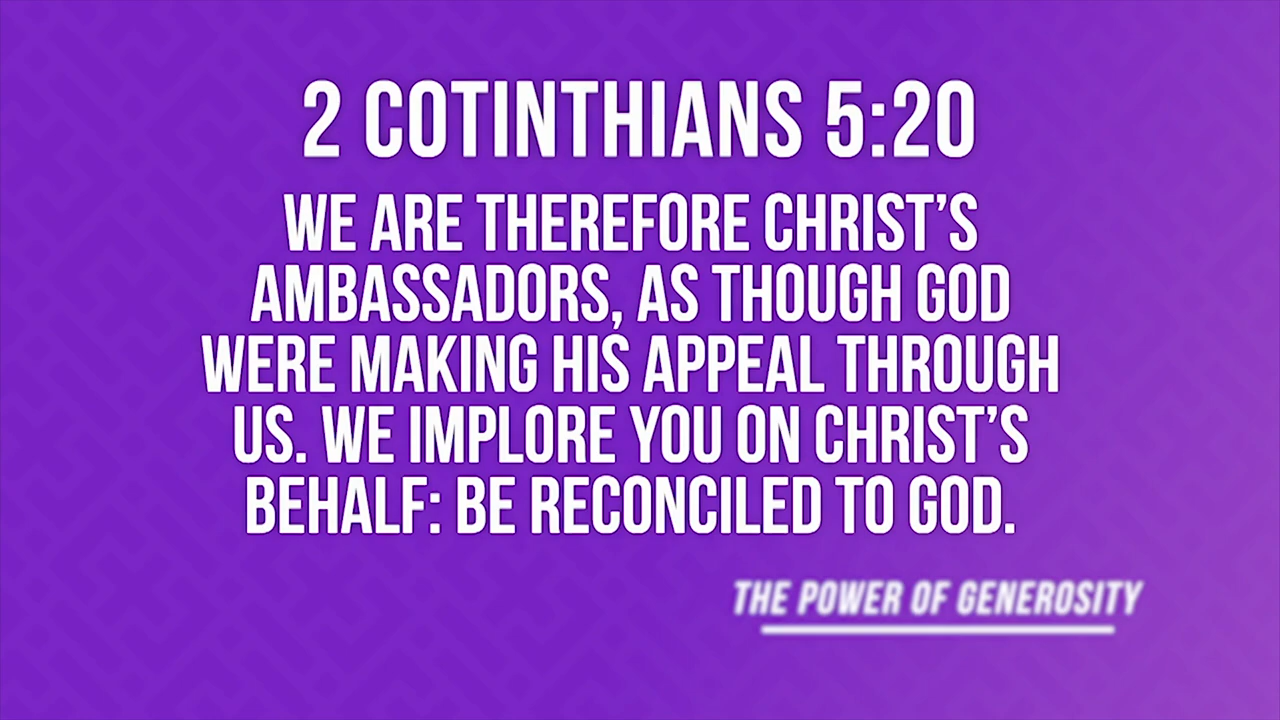 2 COTINTHIANS 5:20
WE ARE THEREFORE CHRIST’S
AMBASSADORS, AS THOUGH GOD
WERE MAKING HIS APPEAL THROUGH
US. WE IMPLORE YOU ON CHRIST’S
BEHALF: BE RECONCILED TO GOD.
THE POWER OF GENEROSITY